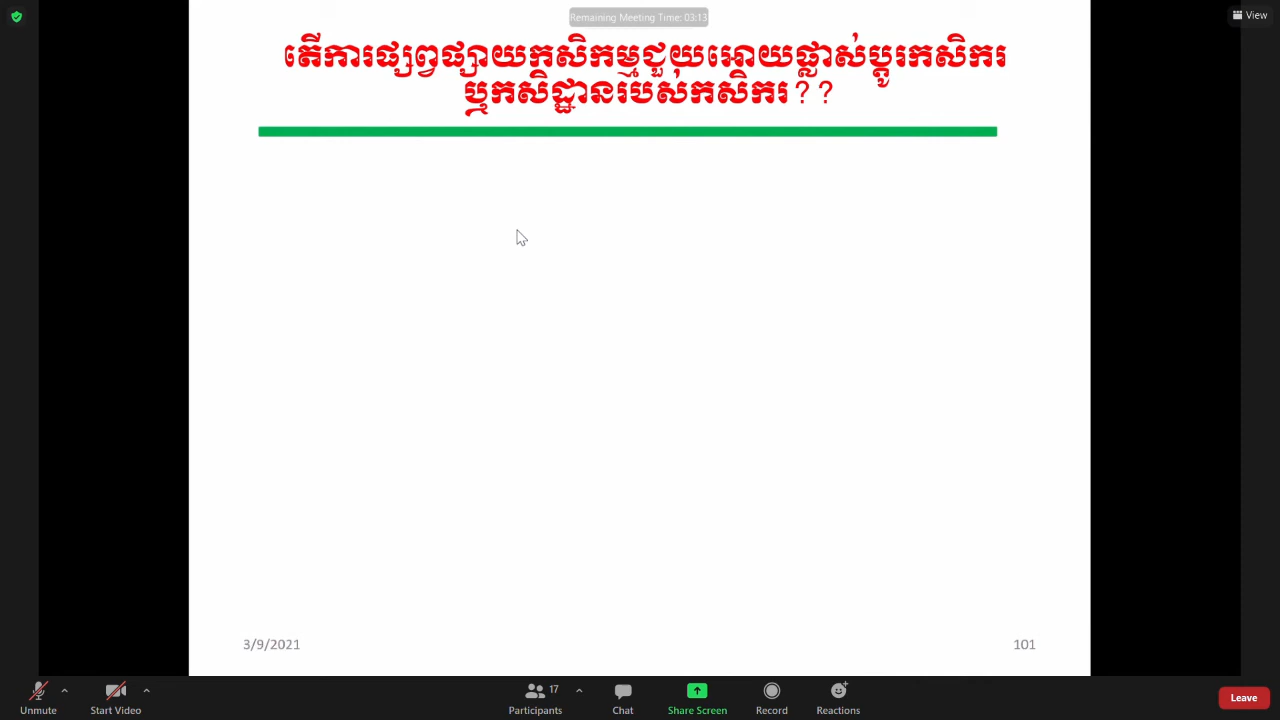 Remaining Meeting Time: 03:13
View
តើការផ្សព្វផ្សាយកសិកម្មជួយអោយផ្លាស់ប្តូរកសិករ
ឬកសិដ្ឋានរបស់កសិករ??
3/9/2021
101
Unmute
Start Video
17
Participants
Chat
Share Screen
Record
Reactions
Leave